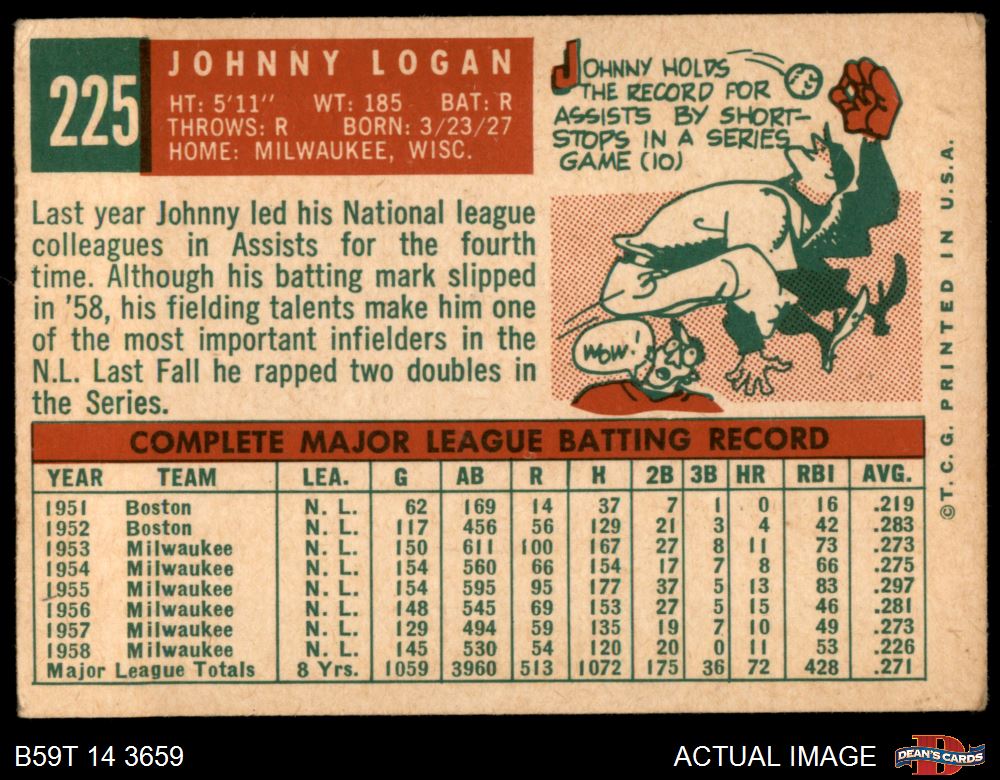 225
JOHNNY LOGAN
HT: 5'11" WT: 185 BAT: R
THROWS: R BORN: 3/23/27
HOME: MILWAUKEE, WISC.
JOHNNY HOLDS
THE RECORD FOR
ASSISTS BY SHORT-
STOPS IN A SERIES
GAME (10)
WOW!
Last year Johnny led his National league
colleagues in Assists for the fourth
time. Although his batting mark slipped
in '58, his fielding talents make him one
of the most important infielders in the
N.L. Last Fall he rapped two doubles in
the Series.
COMPLETE MAJOR LEAGUE BATTING RECORD
YEAR TEAM LEA. G AB R H 2B 3B HR RBI AVG.
1951 Boston N. L. 62 169 14 37 7 1 0 16 .219
1952 Boston N. L. 117 456 56 129 21 3 4 42 .283
1953 Milwaukee N. L. 150 611 100 167 27 8 11 73 .273
1954 Milwaukee N. L. 154 560 66 154 17 7 8 66 .275
1955 Milwaukee N. L. 154 595 95 177 37 5 13 83 .297
1956 Milwaukee N. L. 148 545 69 153 27 5 15 46 .281
1957 Milwaukee N. L. 129 494 59 135 19 7 10 49 .273
1958 Milwaukee N. L. 145 530 54 120 20 0 11 53 .226
Major League Totals 8 Yrs. 1059 3960 513 1072 175 36 72 428 .271
©T. C. G. PRINTED IN U.S.A.
B59T 14 3659
ACTUAL IMAGE
DEAN'S CARDS